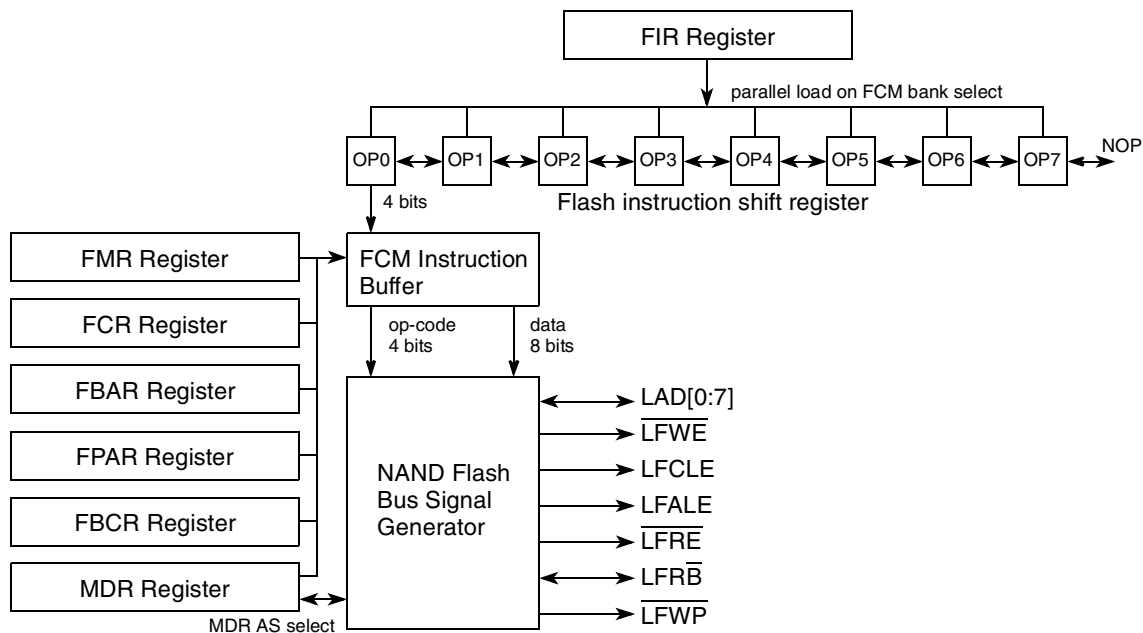 FIR Register
parallel load on FCM bank select
OP0 OP1 OP2 OP3 OP4 OP5 OP6 OP7 NOP
4 bits
Flash instruction shift register
FMR Register
FCM Instruction
Buffer
FCR Register
op-code
4 bits
data
8 bits
FBAR Register
FPAR Register
FBCR Register
MDR Register
MDR AS select
NAND Flash
Bus Signal
Generator
LAD[0:7]
L̅F̅W̅E̅
LFCLE
LFALE
L̅F̅R̅E̅
LFRB̅
L̅F̅W̅P̅